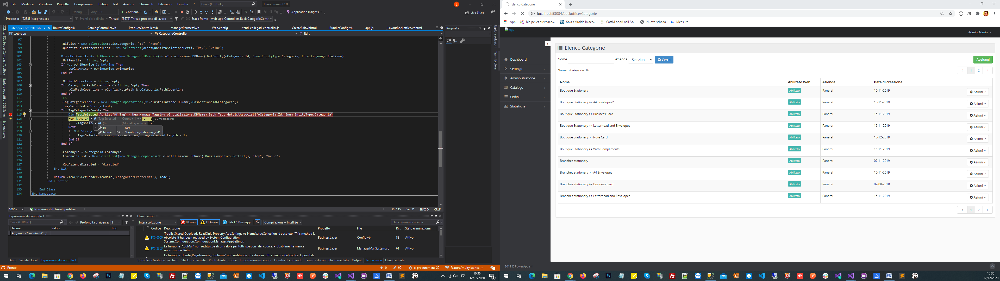 File Modifica Visualizza Progetto Compilazione Debug Test Analizza Strumenti Estensioni Finestra ? Cerca (CTRL+Q) EProcurement2.0
Debug Any CPU Continua Application Insights Live Share
Processo: [2288] iisexpress.exe Eventi ciclo di vita Thread: [3676] Thread processo di lavoro Stack frame: web_app.Controllers.Back.CategorieContr
CategorieController.vb RouteConfig.vb CatalogController.vb ProductController.vb ManagerPermessi.vb Web.config utenti-collegati-controller.js CreateEdit.vbhtml BundleConfig.vb app.js _LayoutBackoffice.vbhtml
web-app CategorieController Edit
SQLite/SQL Server Compact Toolbox
Esplora oggetti di SQL Server
Esplora server
97
98 .RifList = New SelectList(oListCategorie, "Id", "Nome")
99 .QuantitaSelezionePezziList = New SelectList(oListQuantitaSelezionePezzi, "key", "value")
100
101 Dim oUrlRewrite As UrlRewrite = New ManagerUrlRewrite(Me.oInstallazione.DBName).GetEntity(oCategoria.Id, Enum_EntityType.Categoria, Enum_Language.Italiano)
102 .UrlRewrite = String.Empty
103 If Not oUrlRewrite Is Nothing Then
104 .UrlRewrite = oUrlRewrite.UrlRewrite
105 End If
106
107 .OldPathCopertina = String.Empty
108 If oCategoria.PathCopertina <> String.Empty Then
109 .OldPathCopertina = oConfig.HttpPath & oCategoria.PathCopertina
110 End If
111 'LS
112 .TagCategorieEnable = New ManagerImpostazioni(Me.oInstallazione.DBName).HasGestioneTAGCategorie()
113 .TagsSelected = String.Empty
114 If .TagCategorieEnable Then
115 Dim TagsSelected As List(Of Tag) = New ManagerTags(Me.oInstallazione.DBName).Back_Tags_GetListAssociati(oCategoria.Id, Enum_EntityType.Categoria)
116 For k As In TagsSelected Count = 1 nt - 1 ≤ 5 ms trascorsi
117 .TagsSelec (0) {ModelLayer.Tag} ","
118 Next Id 849
119 If Not String.Is Nome "boutique_stationery_cat"
120 .TagsSelected = Left(.TagsSelected, .TagsSelected.Length - 1)
121 End If
122 End If
123
124 .CompanyId = oCategoria.CompanyId
125 .CompaniesList = New SelectList(New ManagerCompanies(Me.oInstallazione.DBName).Back_Companies_GetList(), "Key", "Value")
126
127 .CboAziendaDisabled = "disabled"
128 End With
129
130 Return View(Me.GetRenderViewName("Categorie/CreateEdit"), model)
131 End Function
132
133 End Class
134 End Namespace
100 % Non sono stati trovati problemi Ri: 115 Car: 31 SPAZIO CRLF
Proprietà
Esplora soluzioni
Team Explorer
Espressione di controllo 1
Cerca (CTRL+E) Profondità di ricerca: 3
Nome Valore Tipo
Aggiungi elemento all'esp...
Auto Variabili locali Espressione di controllo 1
Elenco errori
Intera soluzione 0 Errori 11 Avvisi 0 di 17 Messaggi Compilazione + IntelliSe Elenco errori di ricerca
Codice Descrizione Progetto File Ri... Stato eliminazione
BC40000 'Public Shared Overloads ReadOnly Property AppSettings As NameValueCollection' è obsoleto: 'This method is obsolete, it has been replaced by System.Configuration! System.Configuration.ConfigurationManager.AppSettings'. BusinessLayer Config.vb 88 Attivo
BC42353 La funzione 'AddMail' non restituisce alcun valore per tutti i percorsi del codice. Probabilmente manca un'istruzione 'Return'. BusinessLayer ManagerMailSystem.vb 61 Attivo
La funzione 'Utente_Registrazione_Conferma' non restituisce un valore in tutti i percorsi del codice. È possibile
Console di Gestione pacchetti Stack di chiamate Punti di interruzione Impostazioni eccezioni Finestra di comando Finestra di controllo immediato Output Elenco errori Elenco attività
Pronto 0 99+ e-procurement-20 feature/multyistance 1
ITA 10:36 12/12/2020 2
Elenco Categorie
localhost:53084/backoffice/Categorie
App Bio pellet austriaco... Soia e tiroide in acc... Cattivi odori nell'As... Nuova scheda Measure
logo
Admin Admin
Dashboard
Settings
Amministrazione
Catalogo
Ordini
Statistiche
Elenco Categorie
Nome Azienda Seleziona Cerca Aggiungi
Numero Categorie: 16 ‹ 1 2 ›
Nome Abilitato Web Azienda Data di creazione
Boutique Stationery Abilitato Panerai 15-11-2019 Azioni
Boutique Stationery >> A4 Envelopes2 Abilitato Panerai 15-11-2019 Azioni
Boutique Stationery >> Business Card Abilitato Panerai 15-11-2019 Azioni
Boutique Stationery >> Letterhead and Envelopes Abilitato Panerai 15-11-2019 Azioni
Boutique Stationery >> Note Card Abilitato Panerai 18-12-2019 Azioni
Boutique Stationery >> With Compliments Abilitato Panerai 15-11-2019 Azioni
Branches stationery Abilitato Panerai 07-11-2019 Azioni
Branches stationery >> A4 Envelopes Abilitato Panerai 15-11-2019 Azioni
Branches stationery >> Business Card Abilitato Panerai 02-08-2018 Azioni
Branches stationery >> Letterhead and Envelopes Abilitato Panerai 15-11-2019 Azioni
‹ 1 2 ›
2019 © PowerApp srl
10:36
12/12/2020